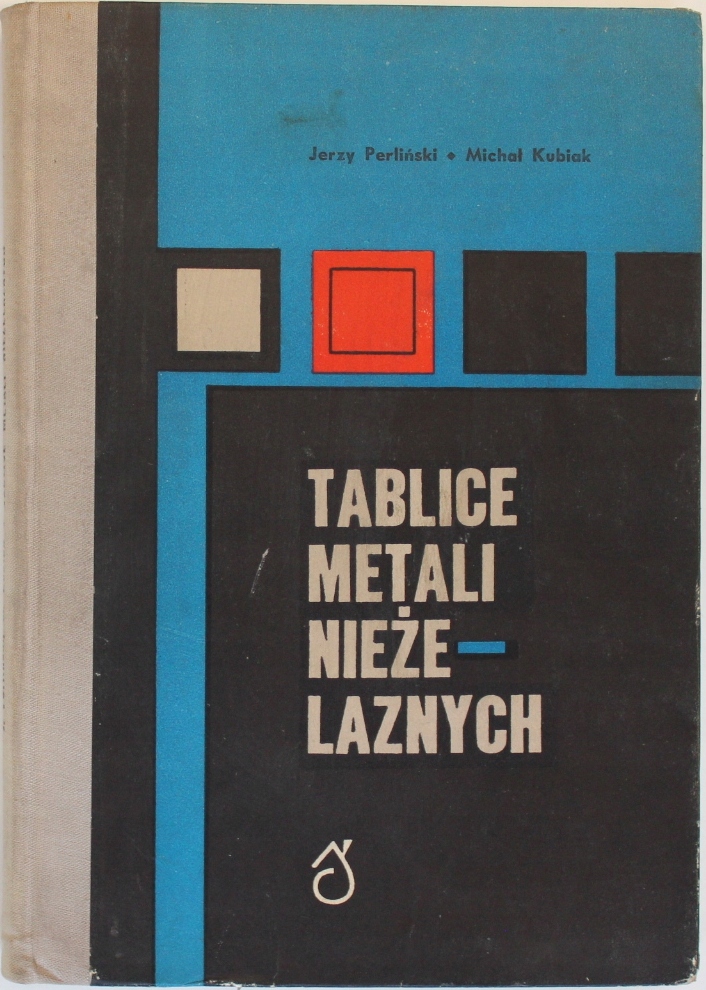 Jerzy Perliński • Michał Kubiak
TABLICE
METALI
NIEŻE-
LAZNYCH